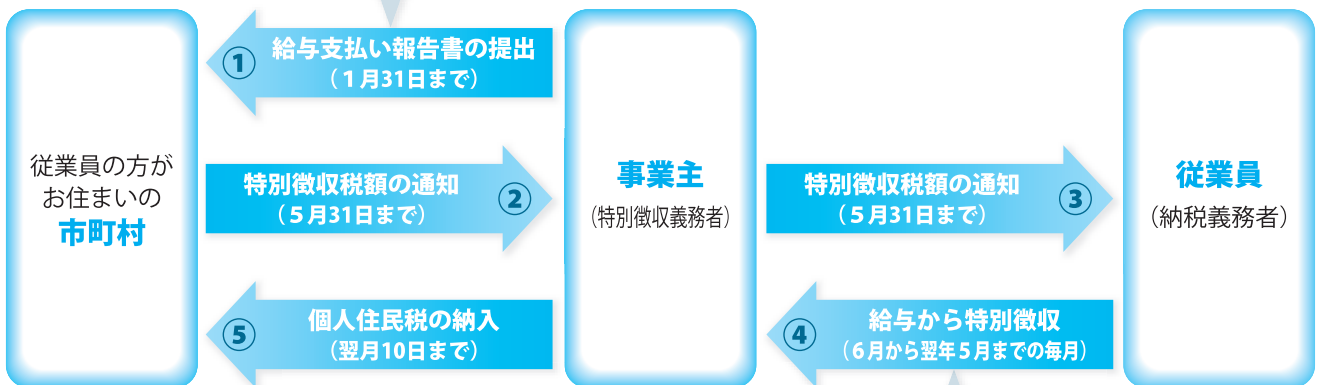 従業員の方が
お住まいの
市町村
① 給与支払い報告書の提出
（１月31日まで）
特別徴収税額の通知 ②
（５月31日まで）
⑤ 個人住民税の納入
（翌月10日まで）
事業主
（特別徴収義務者）
特別徴収税額の通知 ③
（５月31日まで）
④ 給与から特別徴収
（６月から翌年５月までの毎月）
従業員
（納税義務者）